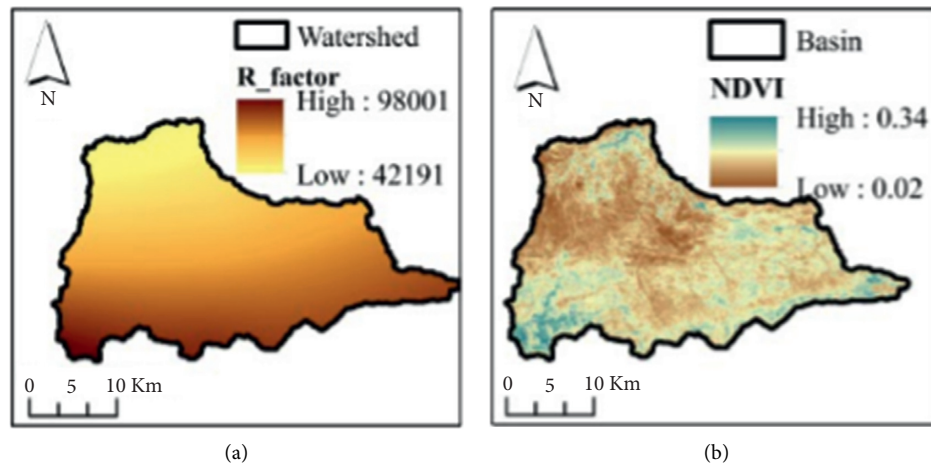 Watershed
N
R_factor
High : 98001
Low : 42191
0 5 10 Km
(a)
Basin
N
NDVI
High : 0.34
Low : 0.02
0 5 10 Km
(b)